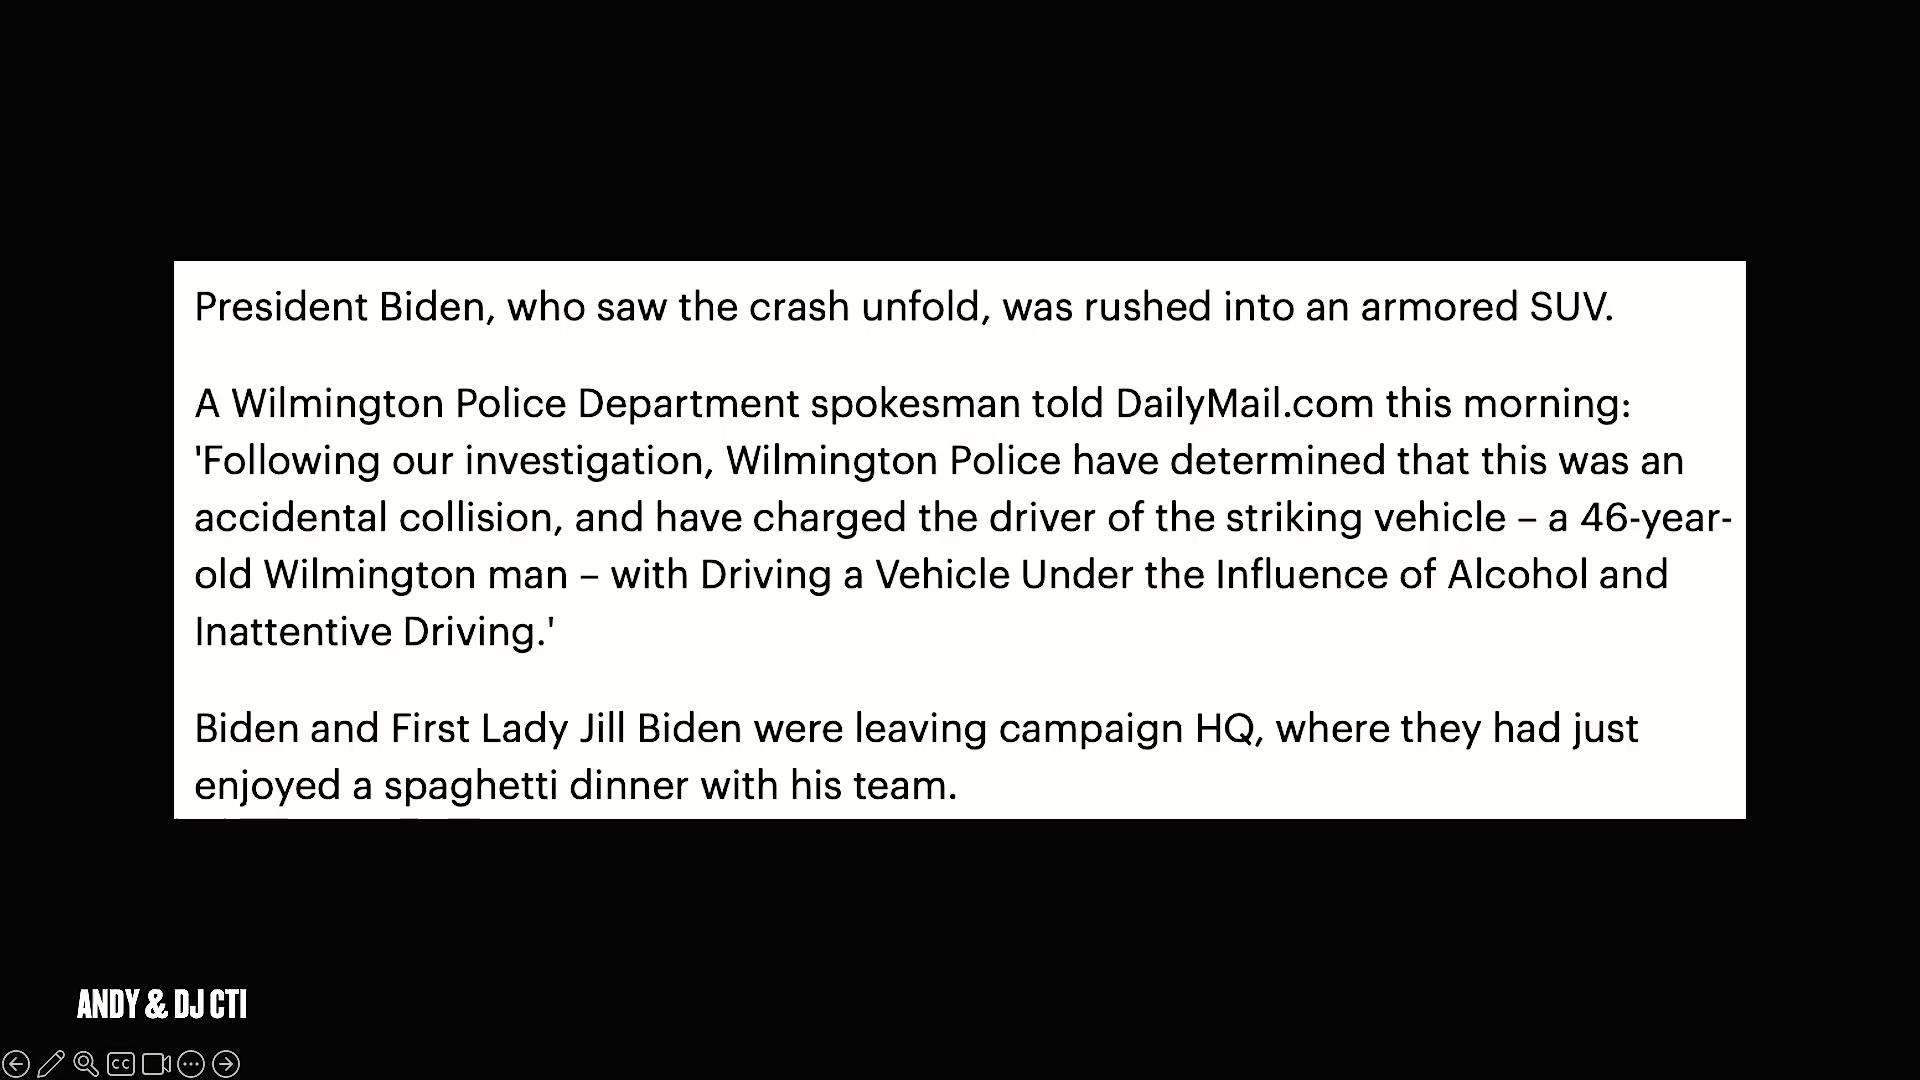 President Biden, who saw the crash unfold, was rushed into an armored SUV.
A Wilmington Police Department spokesman told DailyMail.com this morning:
'Following our investigation, Wilmington Police have determined that this was an
accidental collision, and have charged the driver of the striking vehicle – a 46-year-
old Wilmington man – with Driving a Vehicle Under the Influence of Alcohol and
Inattentive Driving.'
Biden and First Lady Jill Biden were leaving campaign HQ, where they had just
enjoyed a spaghetti dinner with his team.
ANDY & DJ CTI
CC